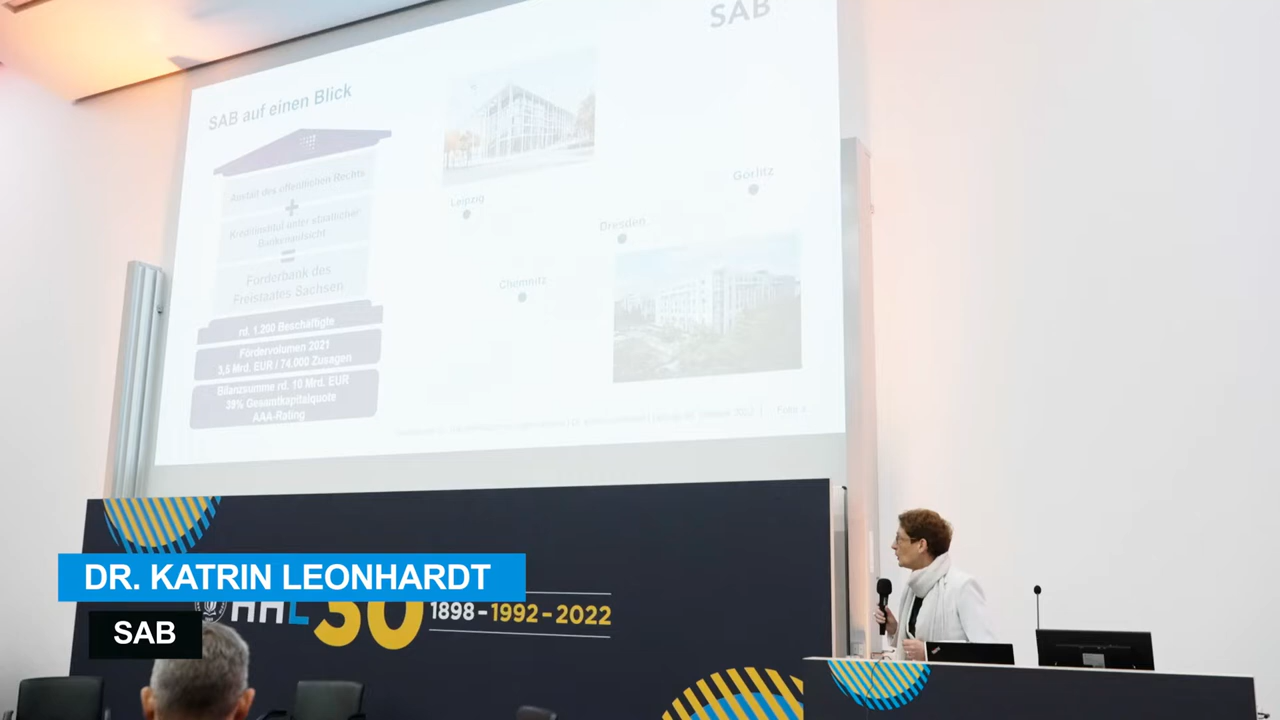 SAB
SAB auf einen Blick
Anstalt des öffentlichen Rechts
+
Kreditinstitut unter staatlicher
Bankenaufsicht
=
Förderbank des
Freistaates Sachsen
rd. 1.200 Beschäftigte
Fördervolumen 2021
3,5 Mrd. EUR / 74.000 Zusagen
Bilanzsumme rd. 10 Mrd. EUR
39% Gesamtkapitalquote
AAA-Rating
Leipzig
Görlitz
Dresden
Chemnitz
DR. KATRIN LEONHARDT
HHL 30 1898 – 1992 – 2022
SAB